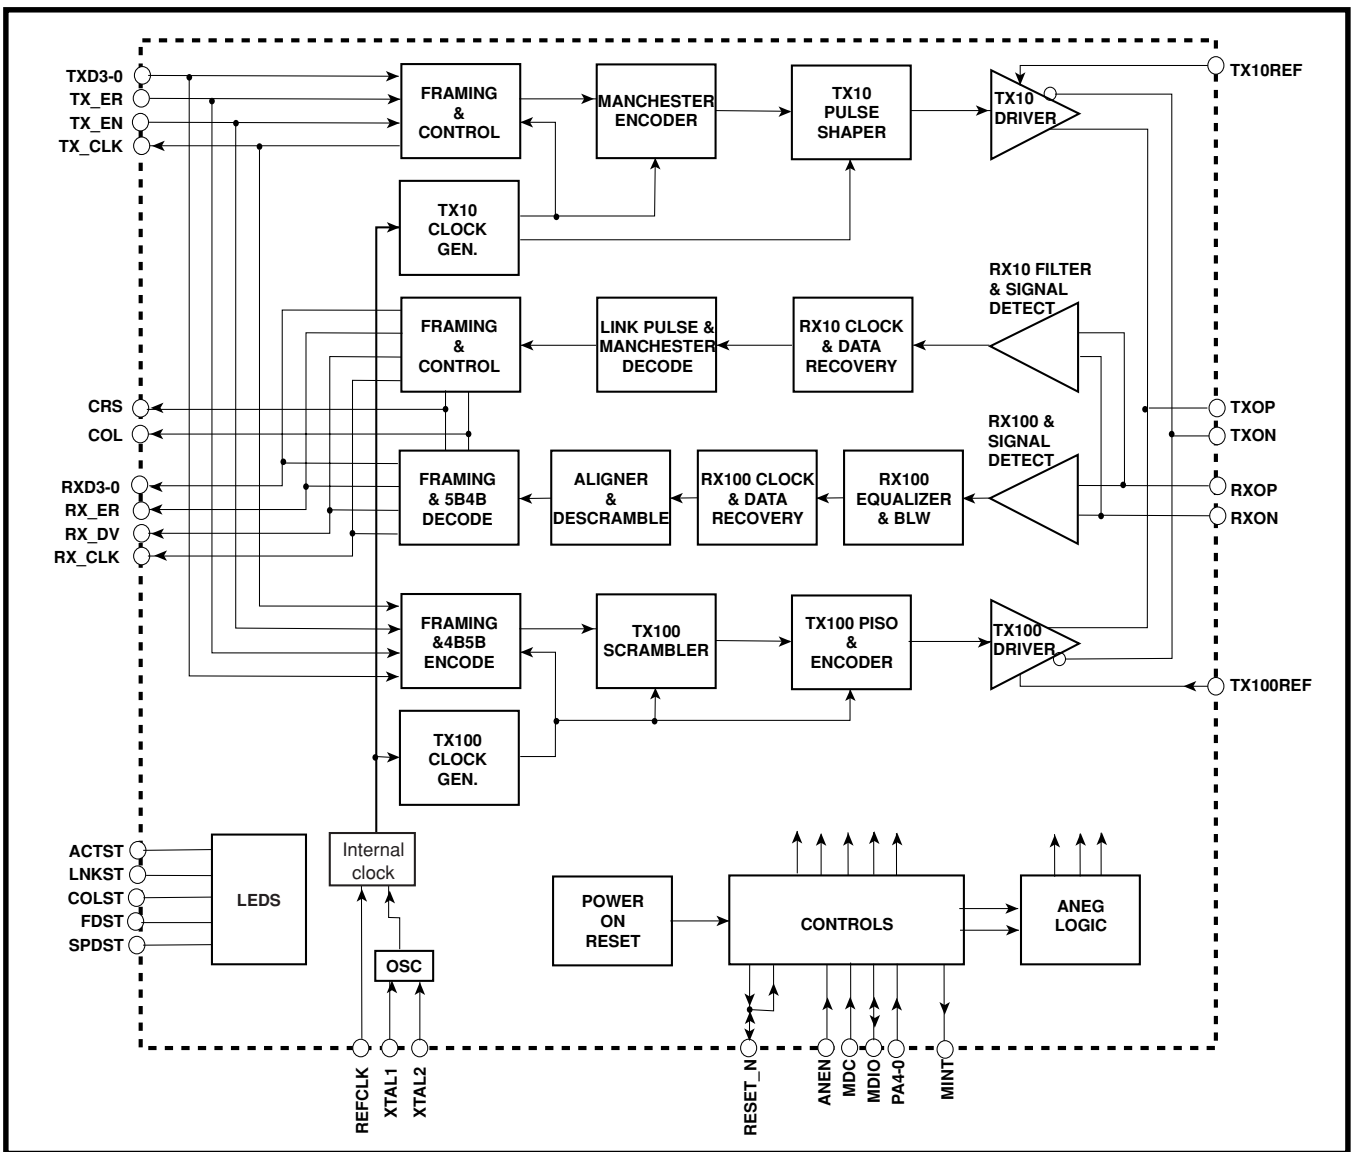 TXD3-0
TX_ER
TX_EN
TX_CLK
FRAMING
&
CONTROL
MANCHESTER
ENCODER
TX10
PULSE
SHAPER
TX10
DRIVER
TX10REF
TX10
CLOCK
GEN.
FRAMING
&
CONTROL
LINK PULSE &
MANCHESTER
DECODE
RX10 CLOCK
& DATA
RECOVERY
RX10 FILTER
& SIGNAL
DETECT
CRS
COL
RXD3-0
RX_ER
RX_DV
RX_CLK
FRAMING
& 5B4B
DECODE
ALIGNER
&
DESCRAMBLE
RX100 CLOCK
& DATA
RECOVERY
RX100
EQUALIZER
& BLW
RX100 &
SIGNAL
DETECT
TXOP
TXON
RXOP
RXON
FRAMING
&4B5B
ENCODE
TX100
SCRAMBLER
TX100 PISO
&
ENCODER
TX100
DRIVER
TX100REF
TX100
CLOCK
GEN.
ACTST
LNKST
COLST
FDST
SPDST
LEDS
Internal
clock
OSC
POWER
ON
RESET
CONTROLS
ANEG
LOGIC
REFCLK
XTAL1
XTAL2
RESET_N
ANEN
MDC
MDIO
PA4-0
MINT